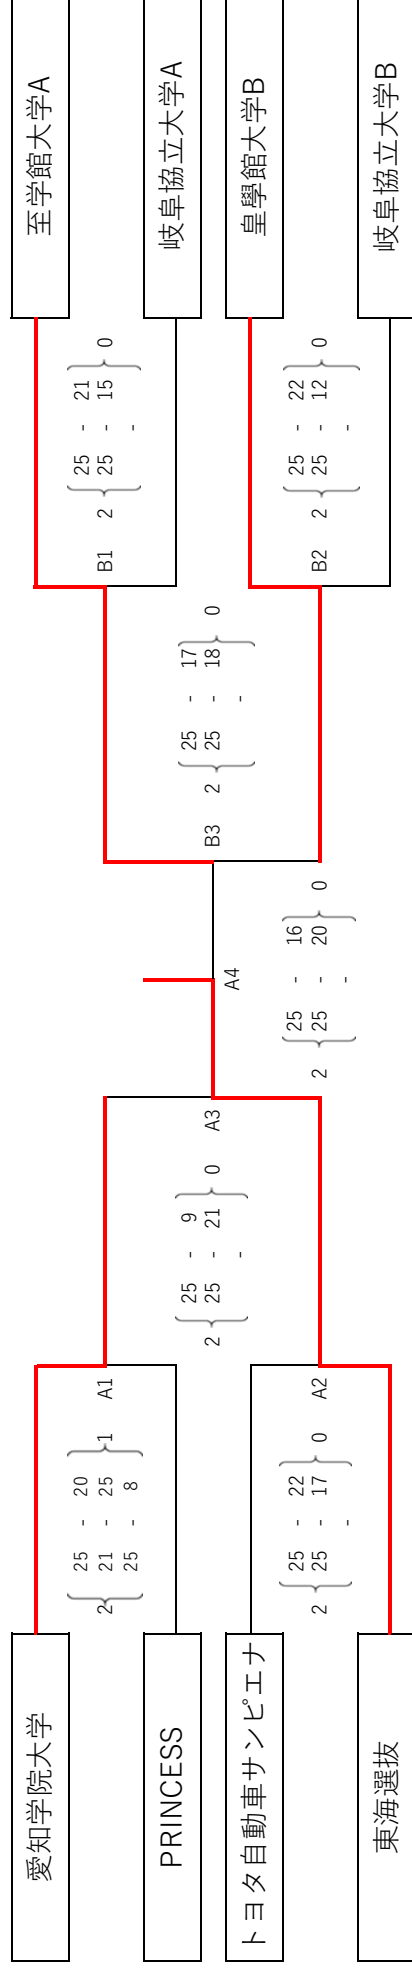 至学館大学A
岐阜協立大学A
皇學館大学B
岐阜協立大学B
B1
2 25 - 21 0
25 - 15
-
B2
2 25 - 22 0
25 - 12
-
B3
2 25 - 17 0
25 - 18
-
A4
2 25 - 16 0
25 - 20
-
A3
2 25 - 9 0
25 - 21
-
A1
2 25 - 20 1
21 - 25
25 - 8
A2
2 25 - 22 0
25 - 17
-
愛知学院大学
PRINCESS
トヨタ自動車サンピエナ
東海選抜